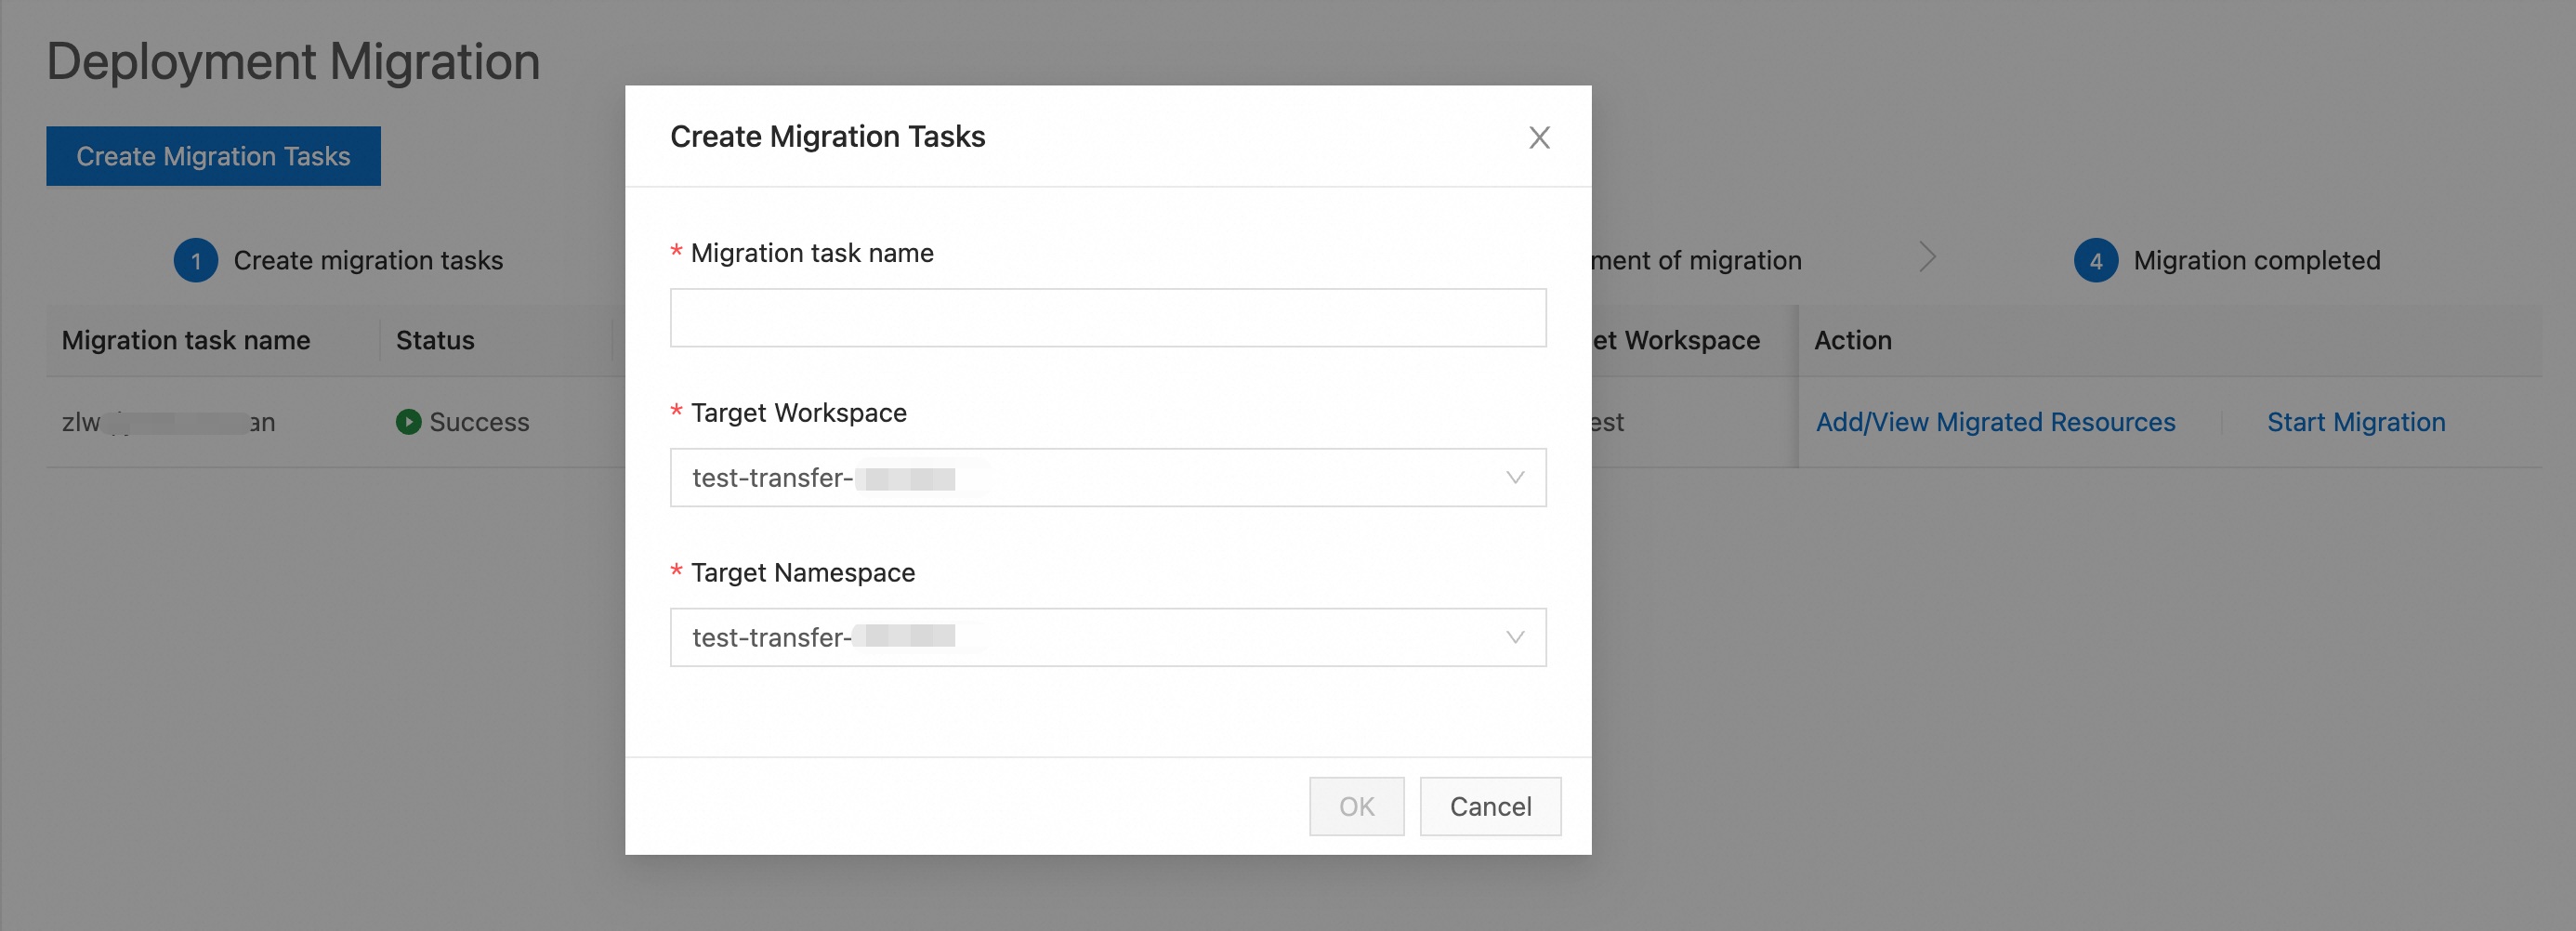 Deployment Migration
Create Migration Tasks
Create Migration Tasks
* Migration task name
* Target Workspace
test-transfer-
* Target Namespace
test-transfer-
OK Cancel
1 Create migration tasks
ment of migration
4 Migration completed
Migration task name Status et Workspace Action
zlw an Success est Add/View Migrated Resources Start Migration